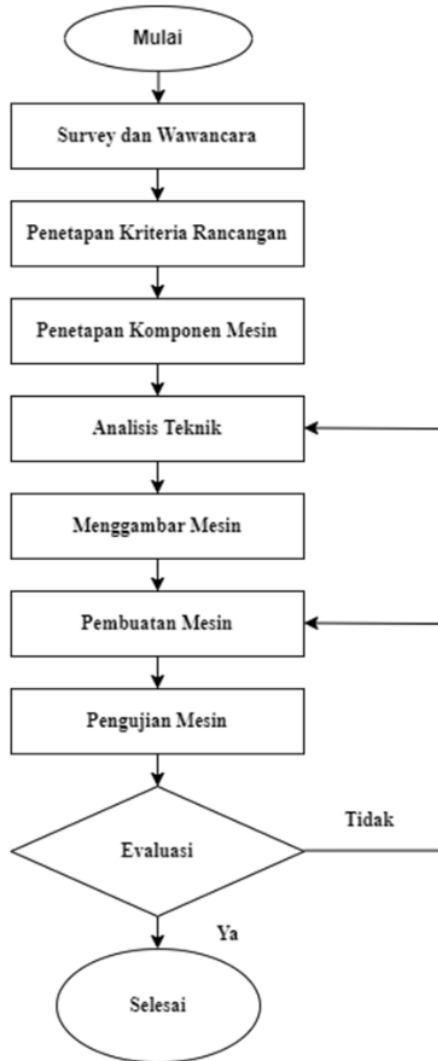 Mulai
Survey dan Wawancara
Penetapan Kriteria Rancangan
Penetapan Komponen Mesin
Analisis Teknik
Menggambar Mesin
Pembuatan Mesin
Pengujian Mesin
Evaluasi
Tidak
Ya
Selesai